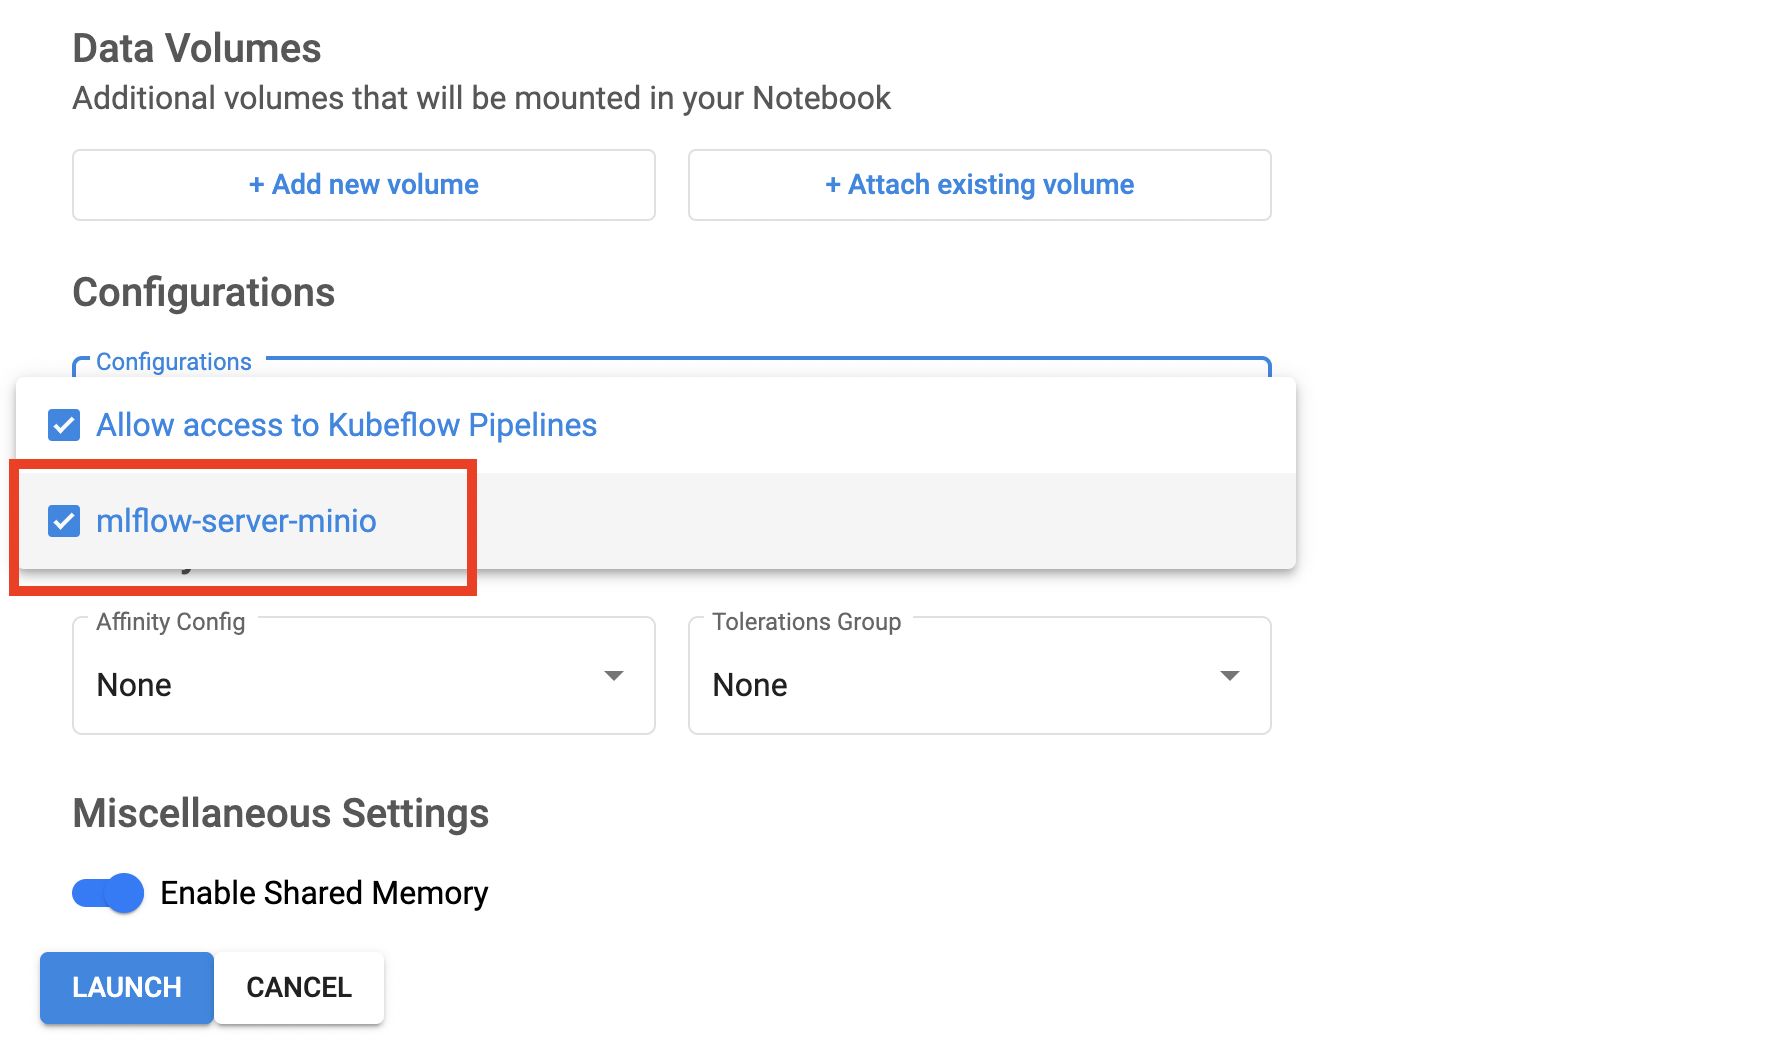 Data Volumes
Additional volumes that will be mounted in your Notebook
+ Add new volume
+ Attach existing volume
Configurations
Configurations
Allow access to Kubeflow Pipelines
mlflow-server-minio
Affinity Config
Tolerations Group
None
None
Miscellaneous Settings
Enable Shared Memory
LAUNCH
CANCEL